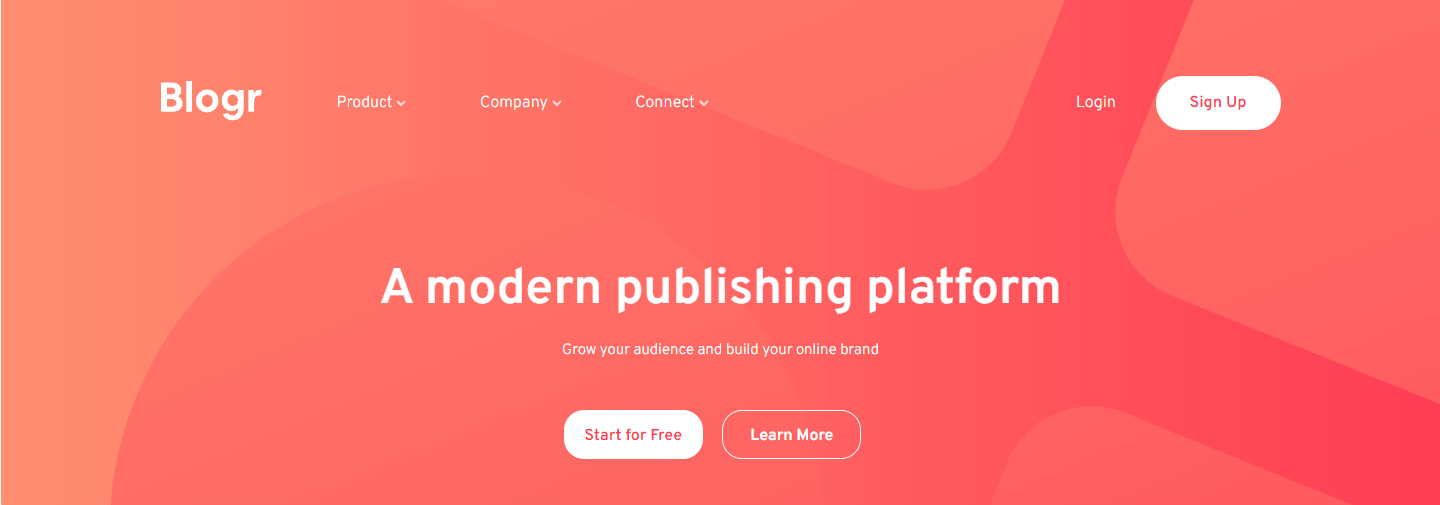 Blogr Product Company Connect Login Sign Up
A modern publishing platform
Grow your audience and build your online brand
Start for Free Learn More